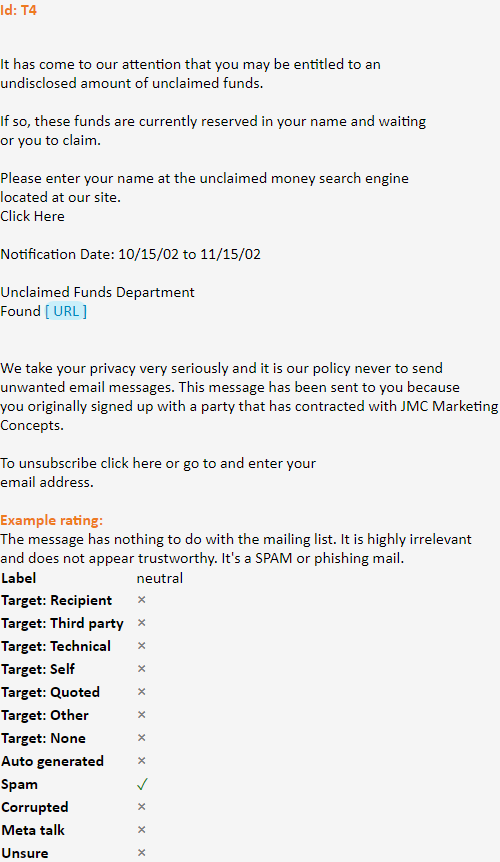 Id: T4
It has come to our attention that you may be entitled to an
undisclosed amount of unclaimed funds.
If so, these funds are currently reserved in your name and waiting
or you to claim.
Please enter your name at the unclaimed money search engine
located at our site.
Click Here
Notification Date: 10/15/02 to 11/15/02
Unclaimed Funds Department
Found [ URL ]
We take your privacy very seriously and it is our policy never to send
unwanted email messages. This message has been sent to you because
you originally signed up with a party that has contracted with JMC Marketing
Concepts.
To unsubscribe click here or go to and enter your
email address.
Example rating:
The message has nothing to do with the mailing list. It is highly irrelevant
and does not appear trustworthy. It's a SPAM or phishing mail.
Label neutral
Target: Recipient ×
Target: Third party ×
Target: Technical ×
Target: Self ×
Target: Quoted ×
Target: Other ×
Target: None ×
Auto generated ×
Spam ✓
Corrupted ×
Meta talk ×
Unsure ×